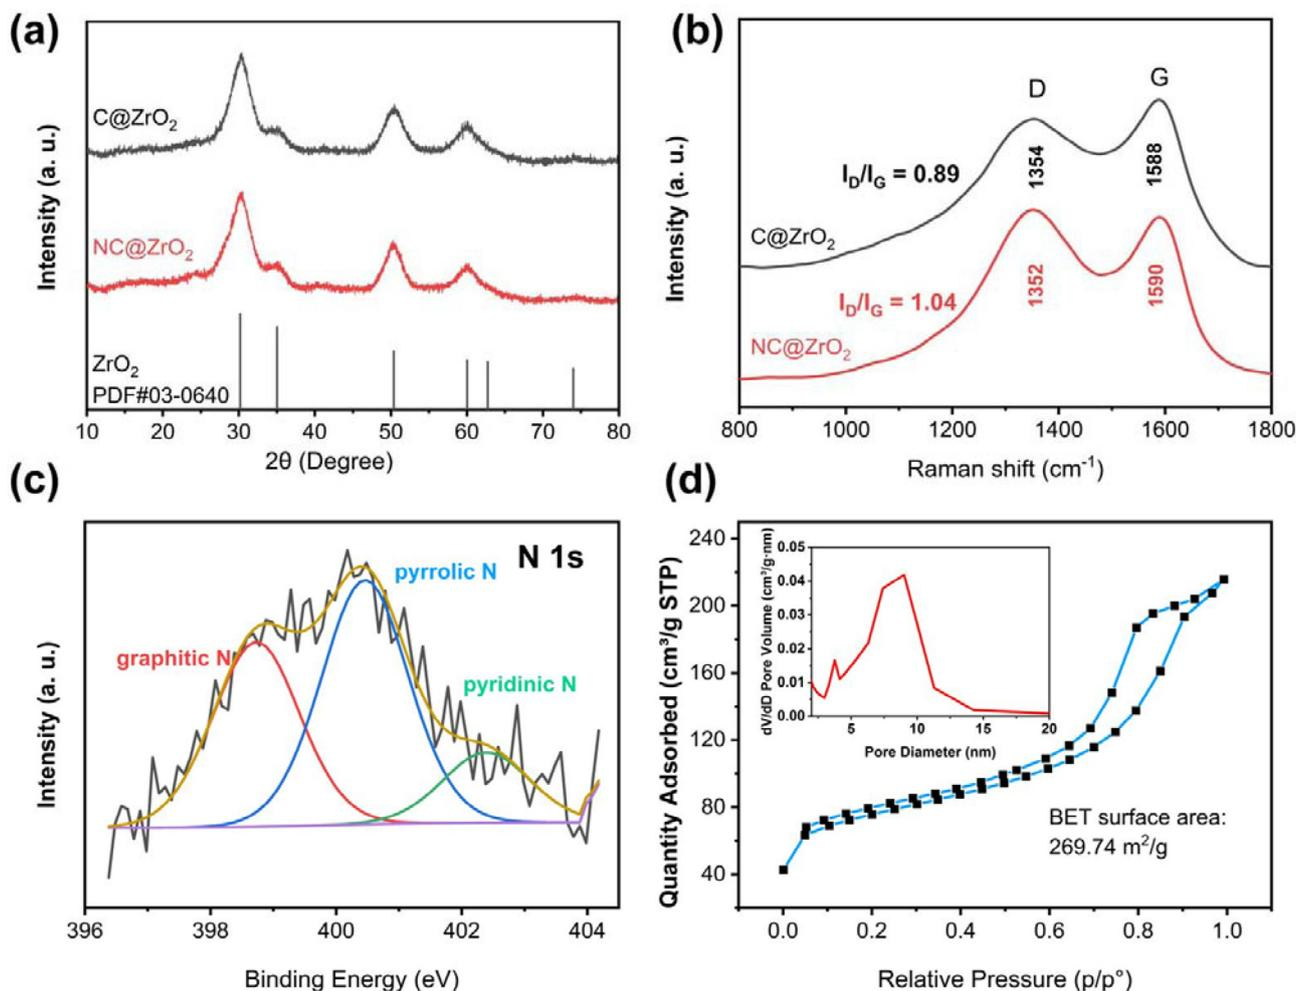 (a)
Intensity (a. u.)
C@ZrO₂
NC@ZrO₂
ZrO₂
PDF#03-0640
10 20 30 40 50 60 70 80
2θ (Degree)
(b)
Intensity (a. u.)
D
G
I_D/I_G = 0.89
1354
1588
C@ZrO₂
I_D/I_G = 1.04
1352
1590
NC@ZrO₂
800 1000 1200 1400 1600 1800
Raman shift (cm⁻¹)
(c)
Intensity (a. u.)
N 1s
pyrrolic N
graphitic N
pyridinic N
396 398 400 402 404
Binding Energy (eV)
(d)
Quantity Adsorbed (cm³/g STP)
240
200
160
120
80
40
dV/dD Pore Volume (cm³/g·nm)
0.05
0.04
0.03
0.02
0.01
0.00
5 10 15 20
Pore Diameter (nm)
BET surface area:
269.74 m²/g
0.0 0.2 0.4 0.6 0.8 1.0
Relative Pressure (p/p°)